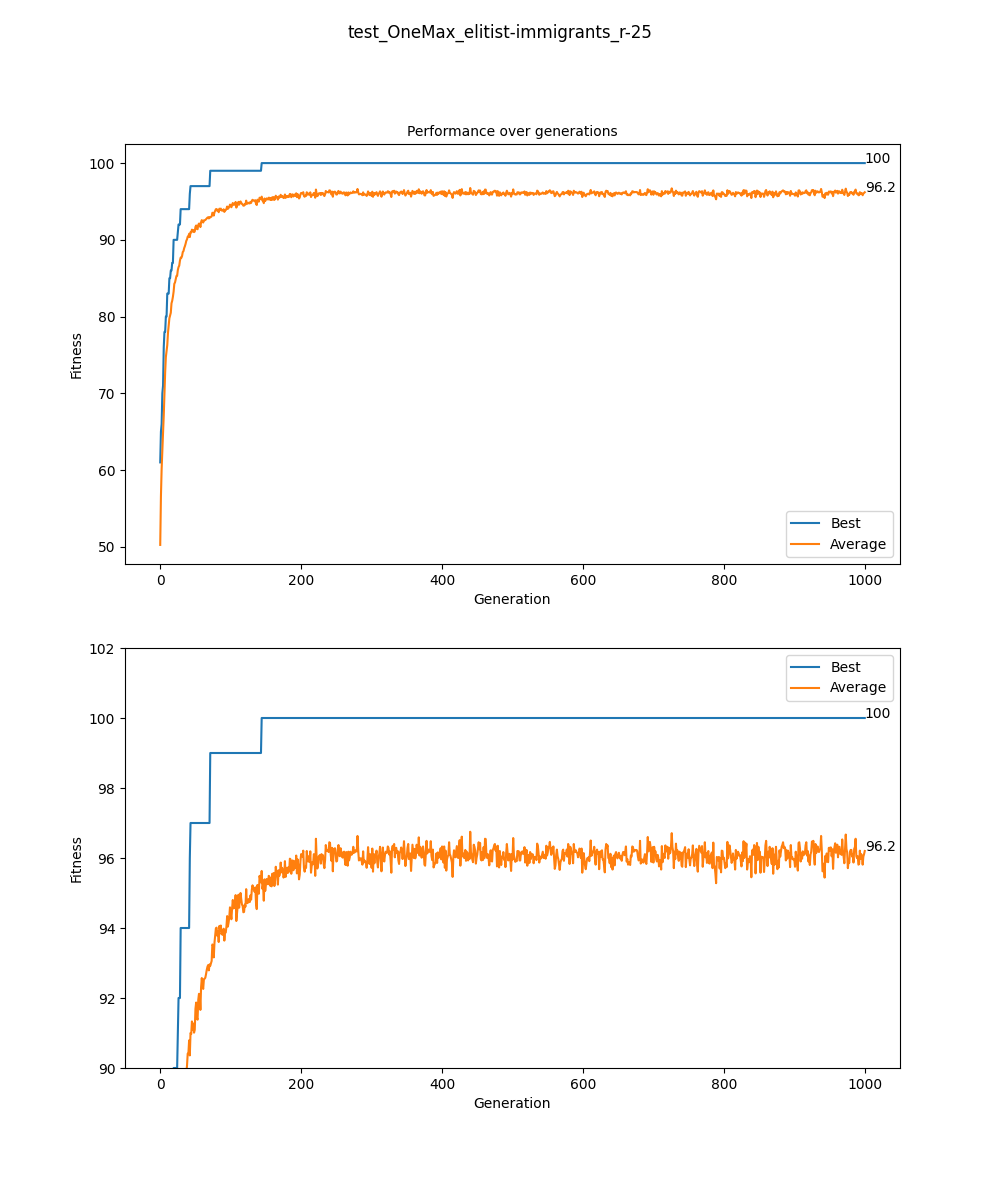 test_OneMax_elitist-immigrants_r-25
Performance over generations
100
90
80
70
60
50
Fitness
100
96.2
Best
Average
0 200 400 600 800 1000
Generation
102
100
98
96
94
92
90
Fitness
Best
Average
100
96.2
0 200 400 600 800 1000
Generation